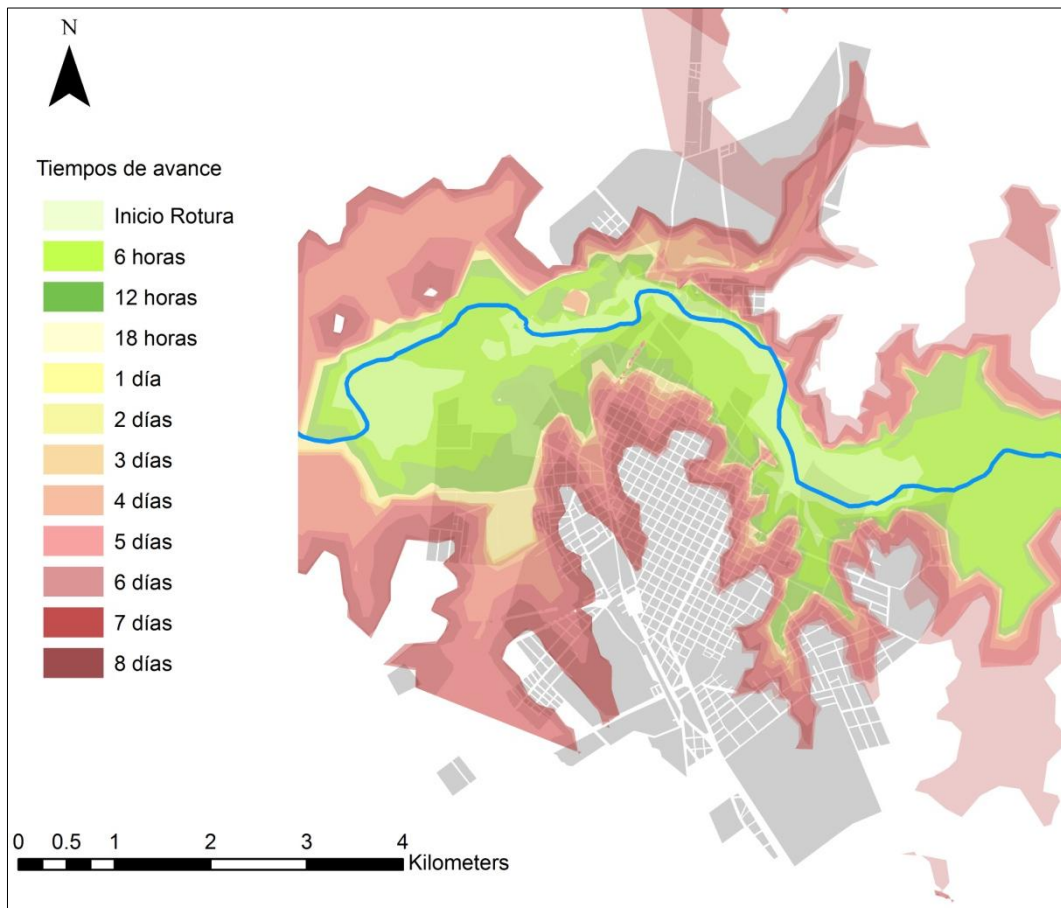 N
Tiempos de avance
Inicio Rotura
6 horas
12 horas
18 horas
1 día
2 días
3 días
4 días
5 días
6 días
7 días
8 días
0 0.5 1 2 3 4
Kilometers